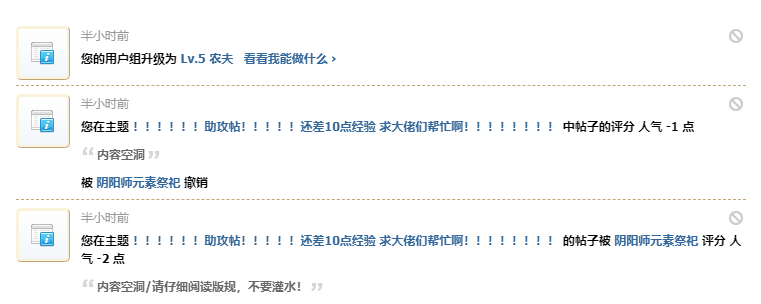 半小时前
您的用户组升级为 Lv.5 农夫 看看我能做什么 ›
半小时前
您在主题 ！！！！！！助攻帖！！！！！还差10点经验 求大佬们帮忙啊！！！！！！！！ 中帖子的评分 人气 -1 点
“ 内容空洞 ”
被 阴阳师元素祭祀 撤销
半小时前
您在主题 ！！！！！！助攻帖！！！！！还差10点经验 求大佬们帮忙啊！！！！！！！！ 的帖子被 阴阳师元素祭祀 评分 人
气 -2 点
“ 内容空洞/请仔细阅读版规，不要灌水！ ”